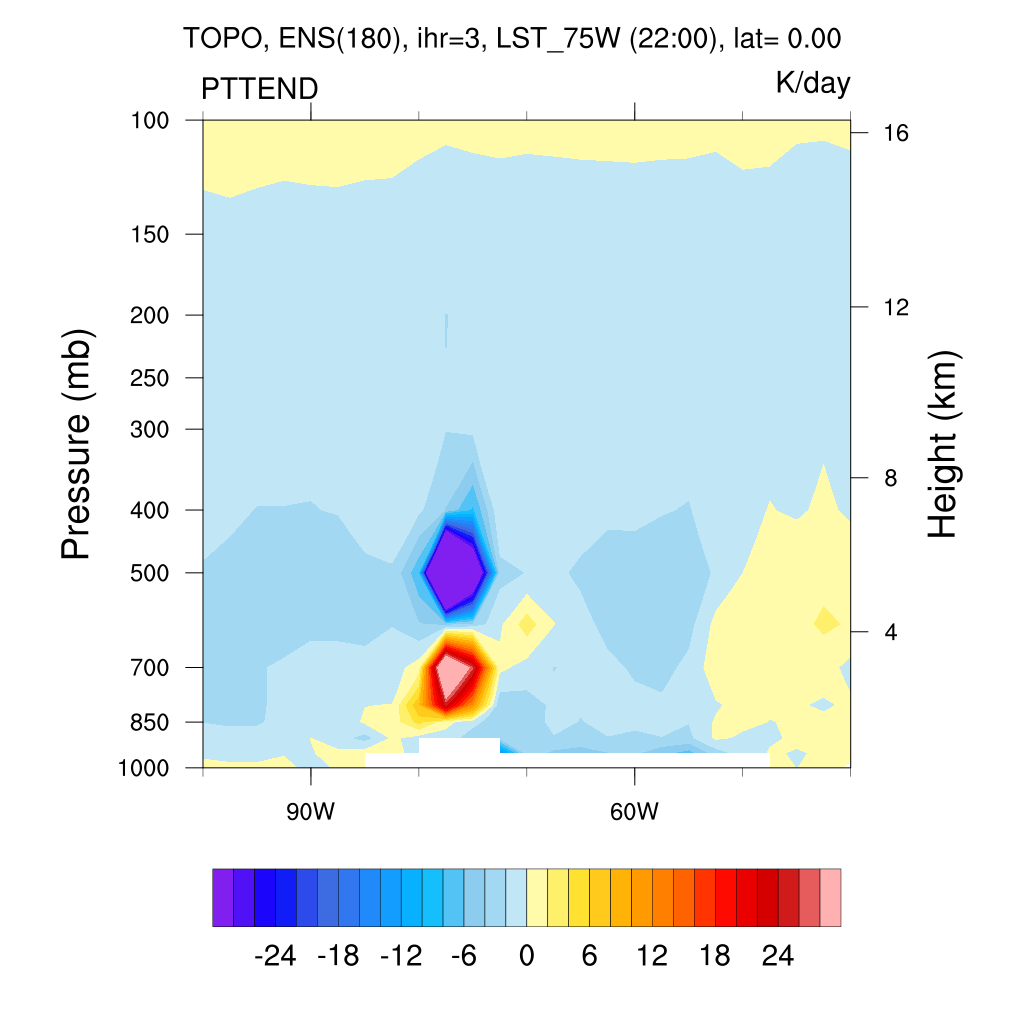 TOPO, ENS(180), ihr=3, LST_75W (22:00), lat= 0.00
PTTEND
K/day
100
150
200
250
300
400
500
700
850
900
1000
Pressure (mb)
16
12
8
4
Height (km)
90W
60W
-24 -18 -12 -6 0 6 12 18 24